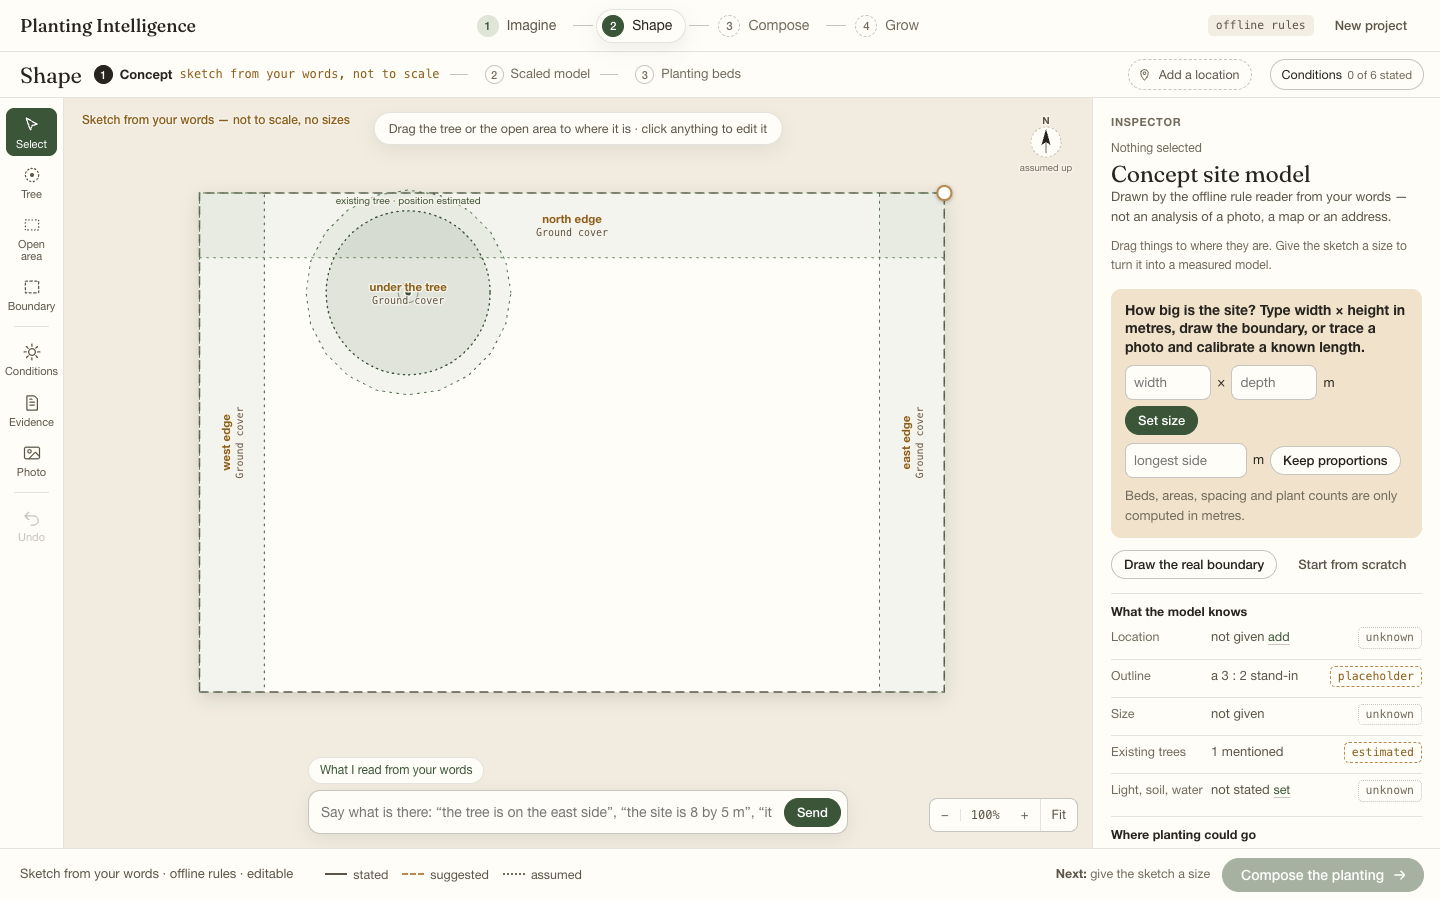 Planting Intelligence
1 Imagine
2 Shape
3 Compose
4 Grow
offline rules
New project
Shape
1 Concept sketch from your words, not to scale
2 Scaled model
3 Planting beds
Add a location
Conditions 0 of 6 stated
Select
Tree
Open
area
Boundary
Conditions
Evidence
Photo
Undo
Sketch from your words — not to scale, no sizes
Drag the tree or the open area to where it is · click anything to edit it
N
assumed up
existing tree · position estimated
north edge
Ground cover
under the tree
Ground cover
west edge
Ground cover
east edge
Ground cover
What I read from your words
Say what is there: “the tree is on the east side”, “the site is 8 by 5 m”, “it
Send
− 100% + Fit
INSPECTOR
Nothing selected
Concept site model
Drawn by the offline rule reader from your words —
not an analysis of a photo, a map or an address.
Drag things to where they are. Give the sketch a size to
turn it into a measured model.
How big is the site? Type width × height in
metres, draw the boundary, or trace a
photo and calibrate a known length.
width × depth m
Set size
longest side m Keep proportions
Beds, areas, spacing and plant counts are only
computed in metres.
Draw the real boundary
Start from scratch
What the model knows
Location not given add unknown
Outline a 3 : 2 stand-in placeholder
Size not given unknown
Existing trees 1 mentioned estimated
Light, soil, water not stated set unknown
Where planting could go
Sketch from your words · offline rules · editable
stated
suggested
assumed
Next: give the sketch a size
Compose the planting →